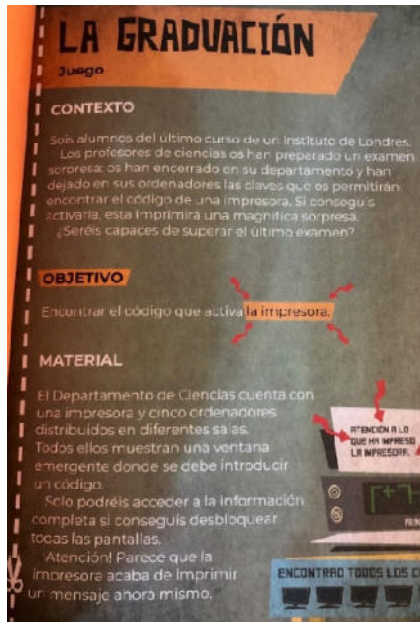 LA GRADUACIÓN
Juego
CONTEXTO
Sois alumnos del último curso de un Instituto de Londres.
Los profesores de ciencias os han preparado un examen
sorpresa: os han encerrado en su departamento y han
dejado en sus ordenadores las claves que os permitirán
encontrar el código de una impresora. Si conseguís
activarla, esta imprimirá una magnífica sorpresa.
¿Seréis capaces de superar el último examen?
OBJETIVO
Encontrar el código que activa la impresora.
MATERIAL
El Departamento de Ciencias cuenta con
una impresora y cinco ordenadores
distribuidos en diferentes salas.
Todos ellos muestran una ventana
emergente donde se debe introducir
un código.
Solo podréis acceder a la información
completa si conseguís desbloquear
todas las pantallas.
¡Atención! Parece que la
impresora acaba de imprimir
un mensaje ahora mismo.
ATENCIÓN A LO
QUE HA IMPRESO
LA IMPRESORA.
ENCONTRAD TODOS LOS